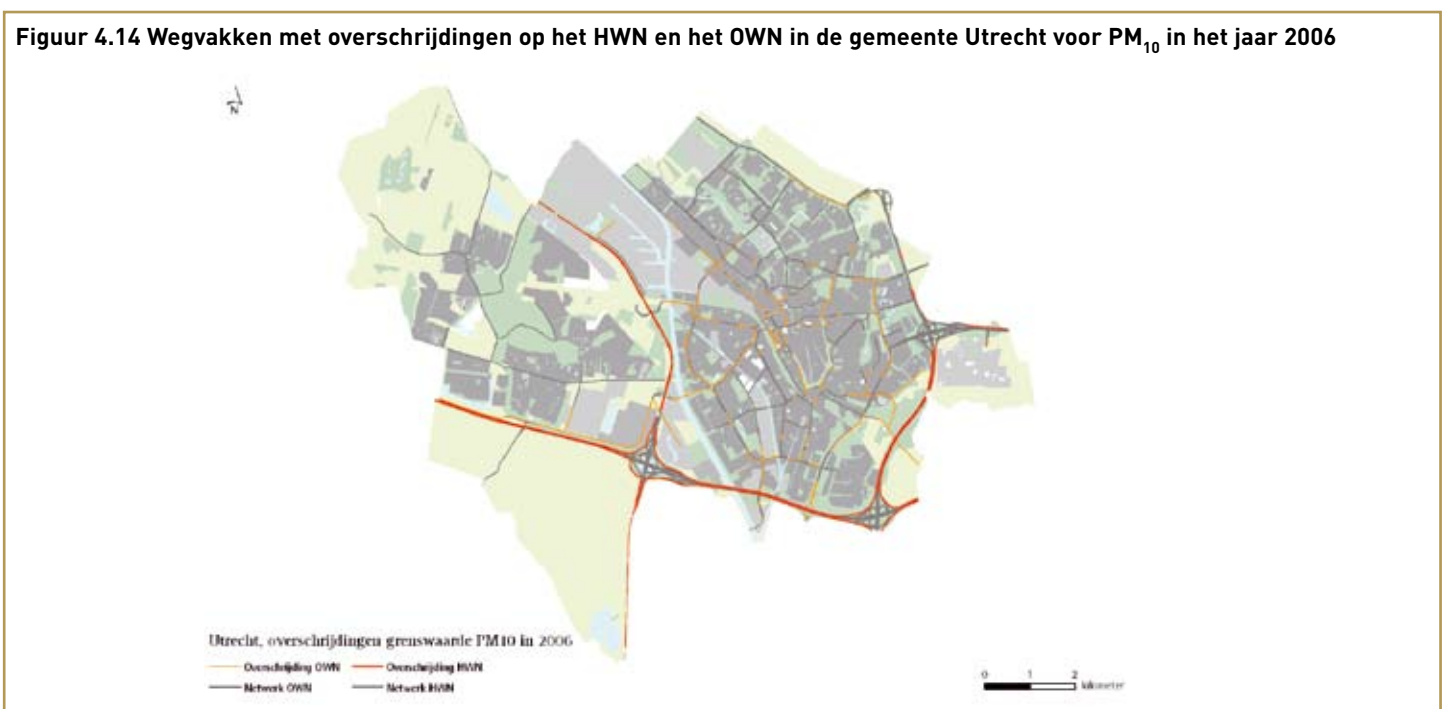 Figuur 4.14 Wegvakken met overschrijdingen op het HWN en het OWN in de gemeente Utrecht voor PM₁₀ in het jaar 2006
N
Utrecht, overschrijdingen grenswaarde PM10 in 2006
Overschrijding OWN Overschrijding HWN
Netwerk OWN Netwerk HWN
0 1 2
kilometer